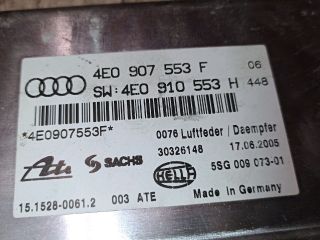 4E0 907 553 F 06
SW:4E0 910 553 H 448
*4E0907553F* 0076 Luftfeder / Daempfer
30326148 17.06.2005
Ate SACHS HELLA 5SG 009 073-01
15.1528-0061.2 003 ATE Made in Germany